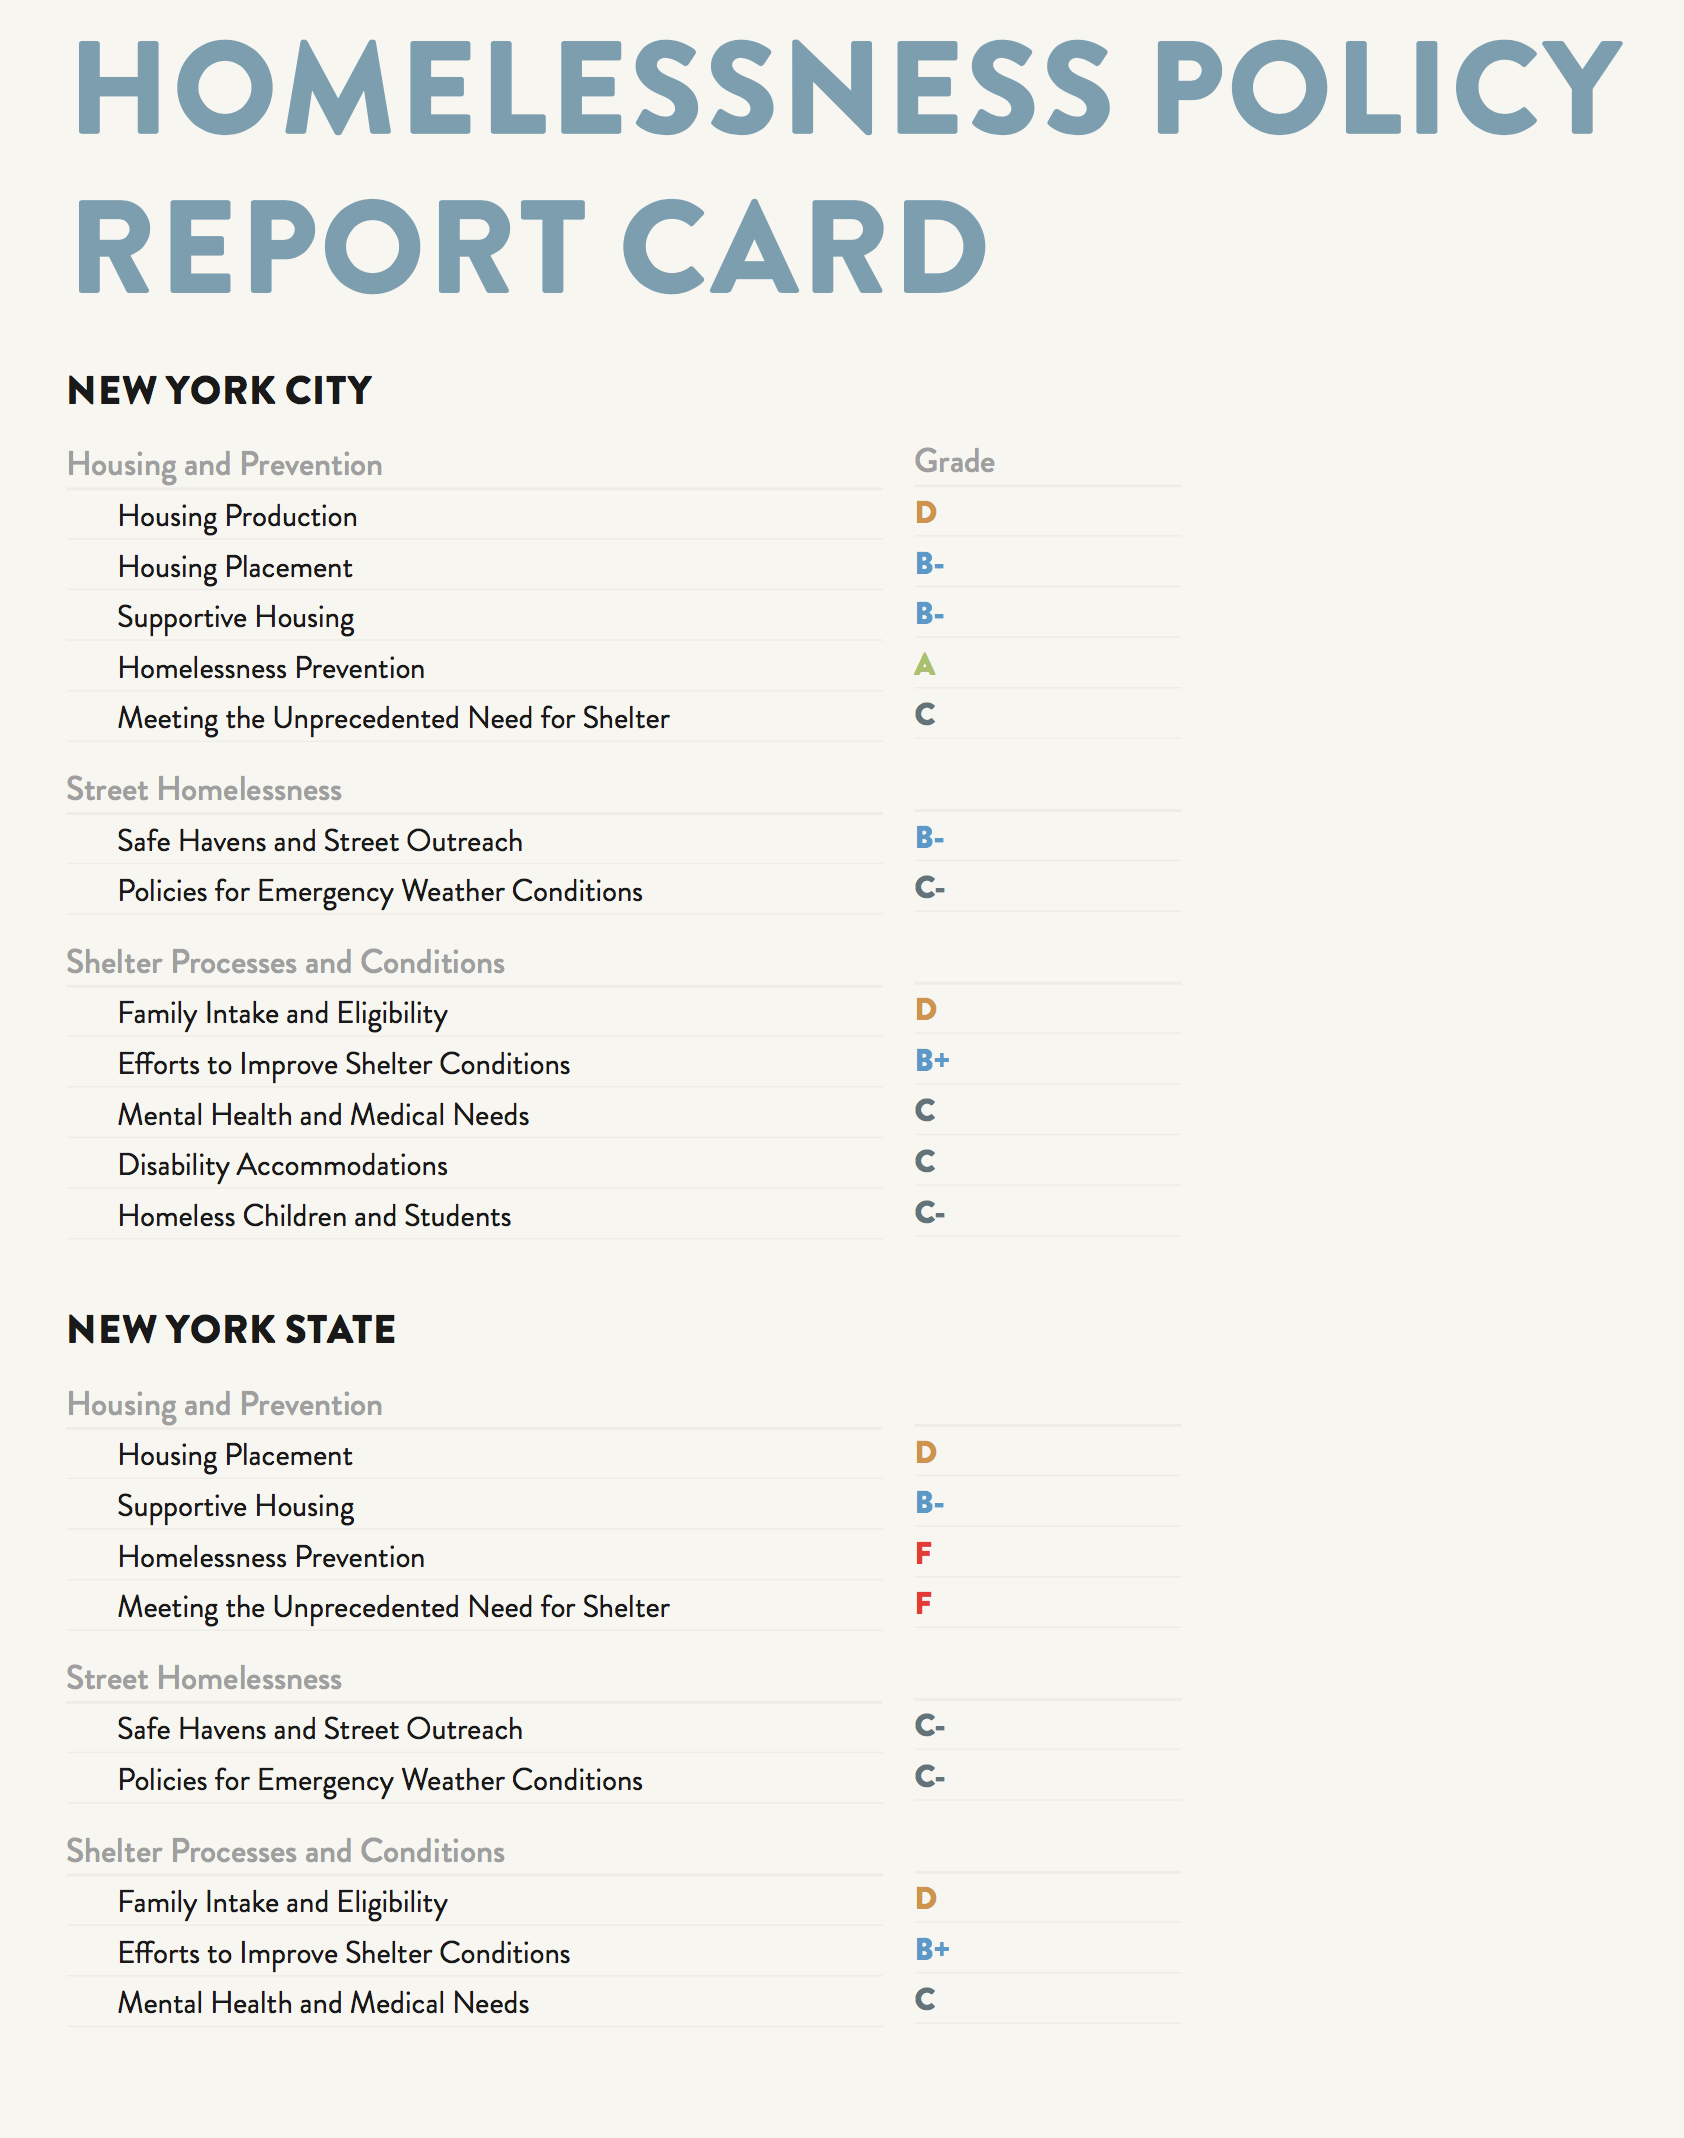 HOMELESSNESS POLICY
REPORT CARD
NEW YORK CITY
Housing and Prevention Grade
Housing Production D
Housing Placement B-
Supportive Housing B-
Homelessness Prevention A
Meeting the Unprecedented Need for Shelter C
Street Homelessness
Safe Havens and Street Outreach B-
Policies for Emergency Weather Conditions C-
Shelter Processes and Conditions
Family Intake and Eligibility D
Efforts to Improve Shelter Conditions B+
Mental Health and Medical Needs C
Disability Accommodations C
Homeless Children and Students C-
NEW YORK STATE
Housing and Prevention
Housing Placement D
Supportive Housing B-
Homelessness Prevention F
Meeting the Unprecedented Need for Shelter F
Street Homelessness
Safe Havens and Street Outreach C-
Policies for Emergency Weather Conditions C-
Shelter Processes and Conditions
Family Intake and Eligibility D
Efforts to Improve Shelter Conditions B+
Mental Health and Medical Needs C